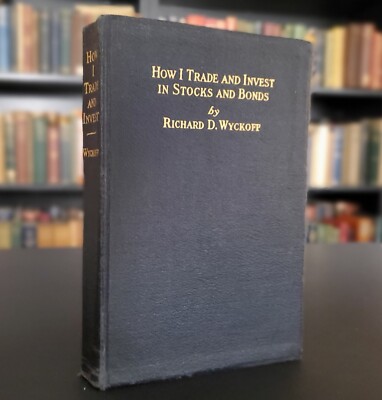 How I Trade and Invest
in Stocks and Bonds
by
Richard D. Wyckoff
How
I
Trade
and
Invest
Wyckoff